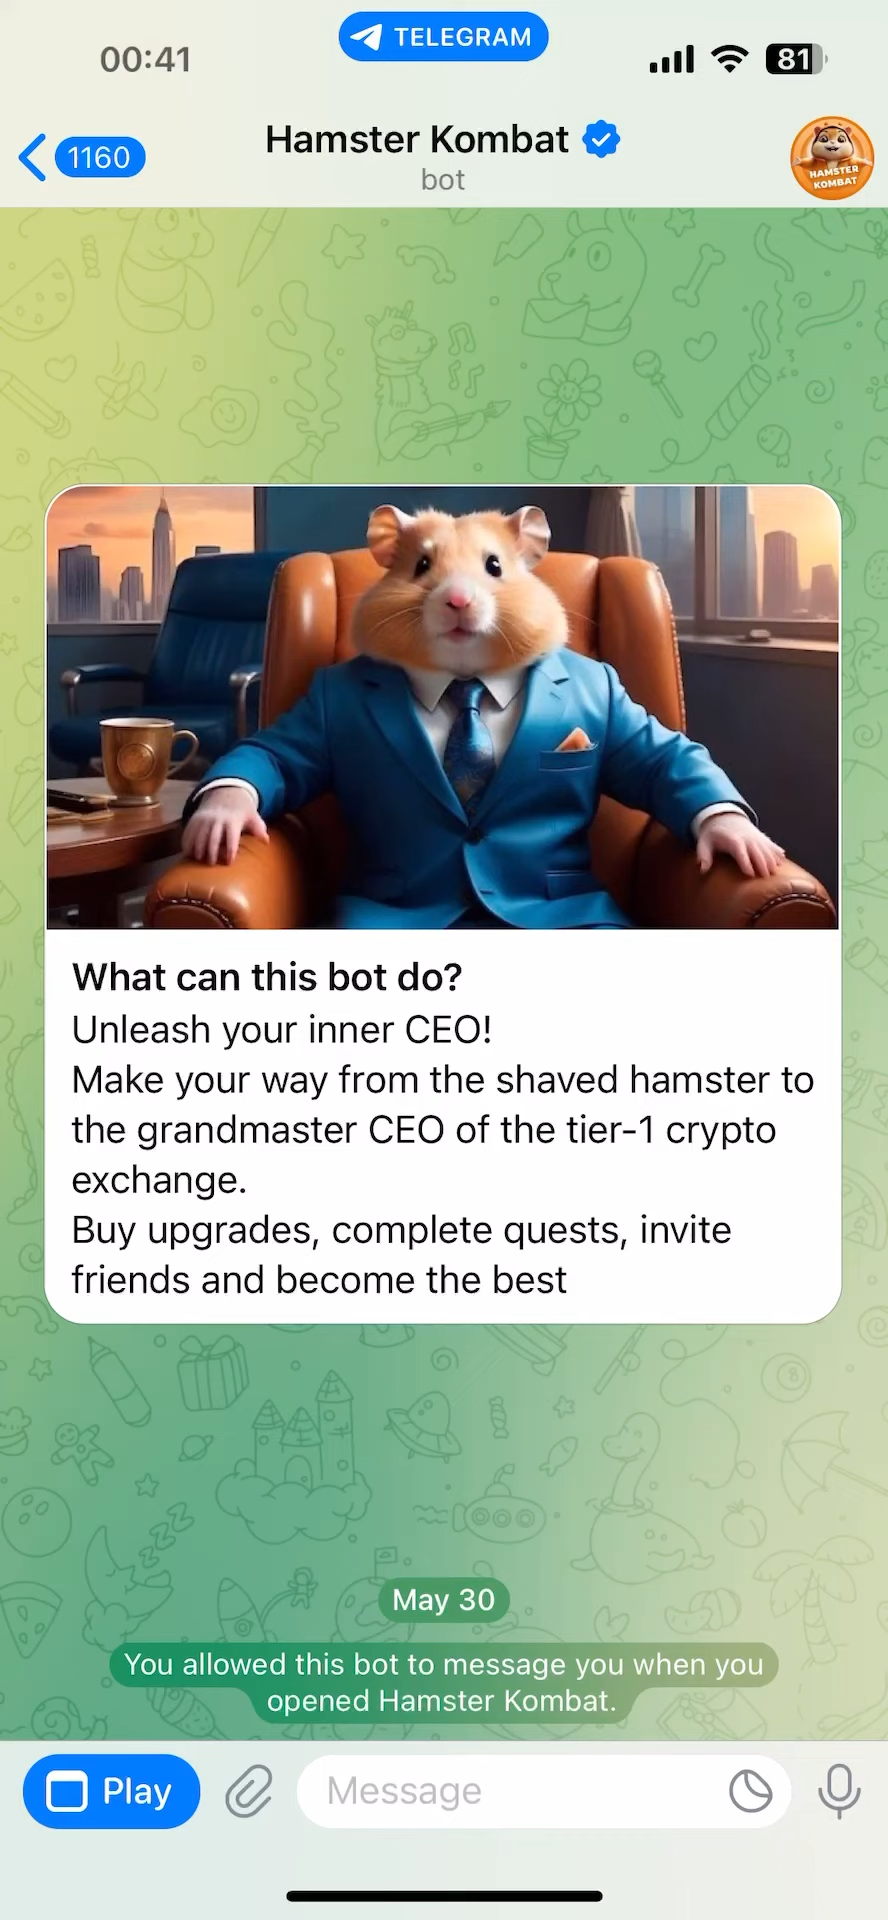 TELEGRAM
00:41
81
1160
Hamster Kombat
bot
HAMSTER
KOMBAT
What can this bot do?
Unleash your inner CEO!
Make your way from the shaved hamster to
the grandmaster CEO of the tier-1 crypto
exchange.
Buy upgrades, complete quests, invite
friends and become the best
May 30
You allowed this bot to message you when you
opened Hamster Kombat.
Play
Message